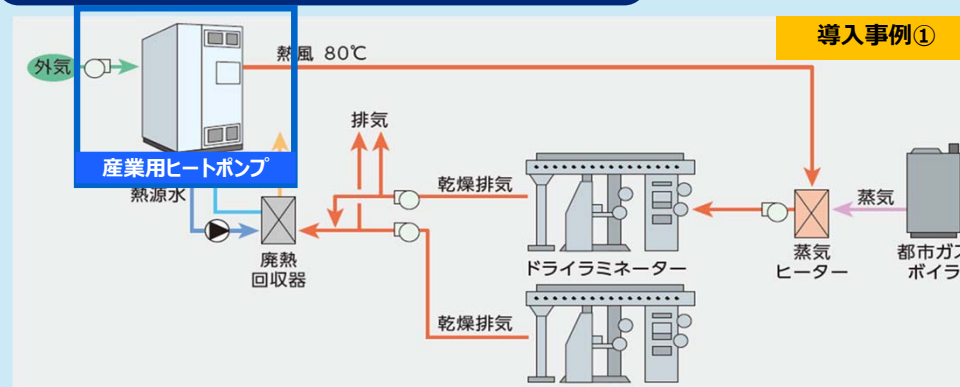 導入事例①
外気
熱風 80℃
排気
産業用ヒートポンプ
熱源水
乾燥排気
蒸気
廃熱
回収器
ドライラミネーター
蒸気
ヒーター
都市ガス
ボイラ
乾燥排気